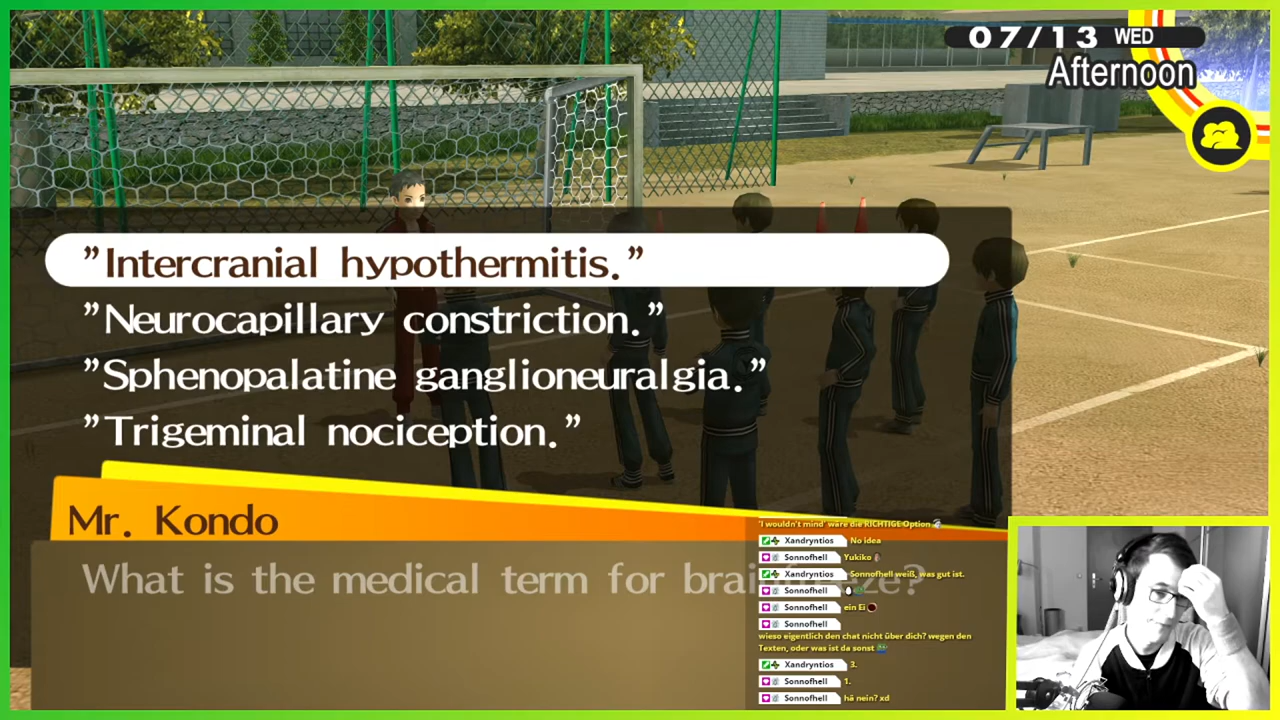 07/13 WED
Afternoon
"Intercranial hypothermitis."
"Neurocapillary constriction."
"Sphenopalatine ganglioneuralgia."
"Trigeminal nociception."
Mr. Kondo
What is the medical term for brainfreeze?
'I wouldn't mind' wäre die RICHTIGE Option
Xandryntios No idea
Sonnofhell Yukiko
Xandryntios Sonnofhell weiß, was gut ist.
Sonnofhell
Sonnofhell ein Ei
Sonnofhell
wieso eigentlich den chat nicht über dich? wegen den
Texten, oder was ist da sonst
Xandryntios 3.
Sonnofhell 1.
Sonnofhell hä nein? xd